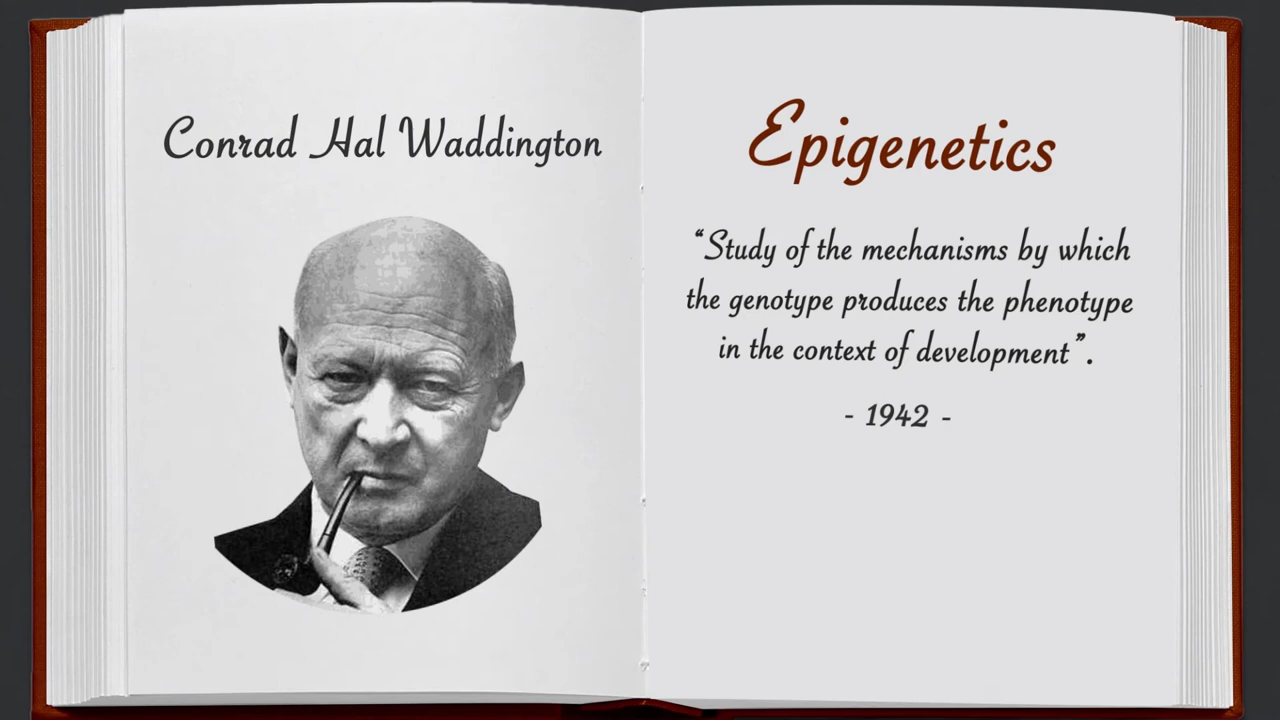 Conrad Hal Waddington
Epigenetics
“Study of the mechanisms by which
the genotype produces the phenotype
in the context of development”.
- 1942 -